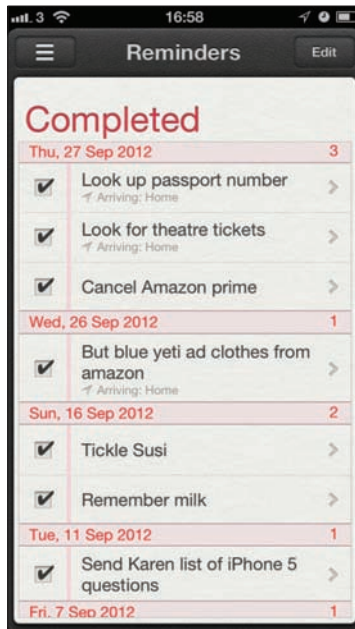 3 16:58
Reminders Edit
Completed
Thu, 27 Sep 2012 3
Look up passport number
Arriving: Home
Look for theatre tickets
Arriving: Home
Cancel Amazon prime
Wed, 26 Sep 2012 1
But blue yeti ad clothes from
amazon
Arriving: Home
Sun, 16 Sep 2012 2
Tickle Susi
Remember milk
Tue, 11 Sep 2012 1
Send Karen list of iPhone 5
questions
Fri, 7 Sep 2012 1